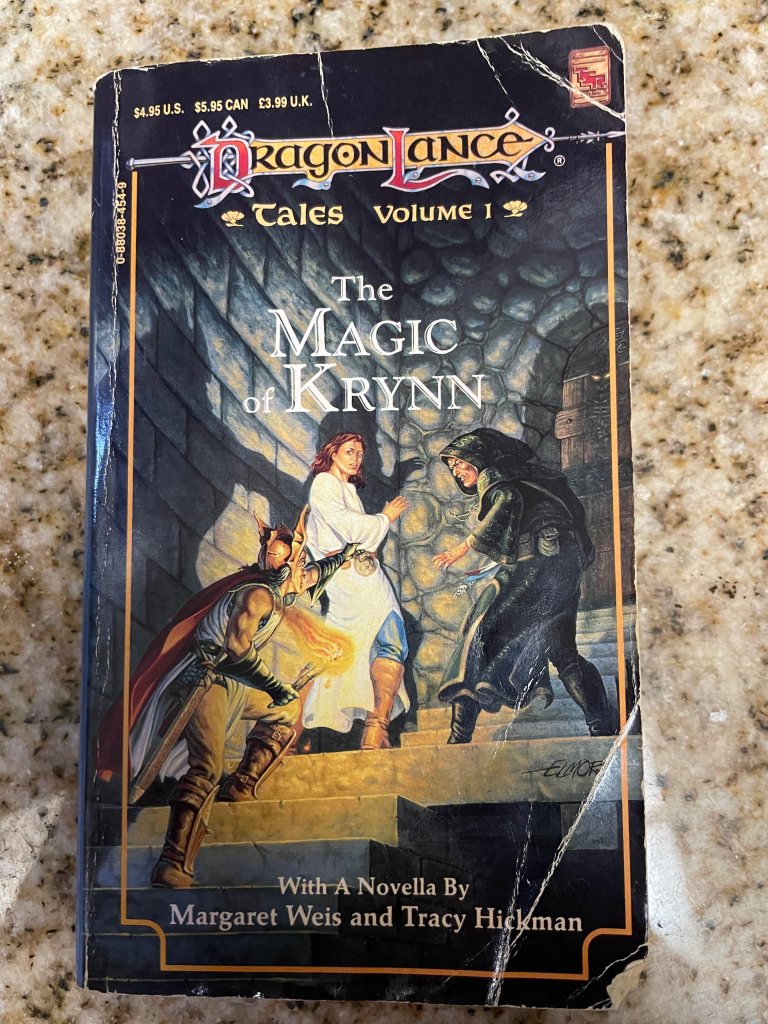 $4.95 U.S. $5.95 CAN £3.99 U.K.
TSR
DRAGONLANCE®
Tales Volume I
0-88038-454-9
The
MAGIC
of KRYNN
ELMORE
With A Novella By
Margaret Weis and Tracy Hickman